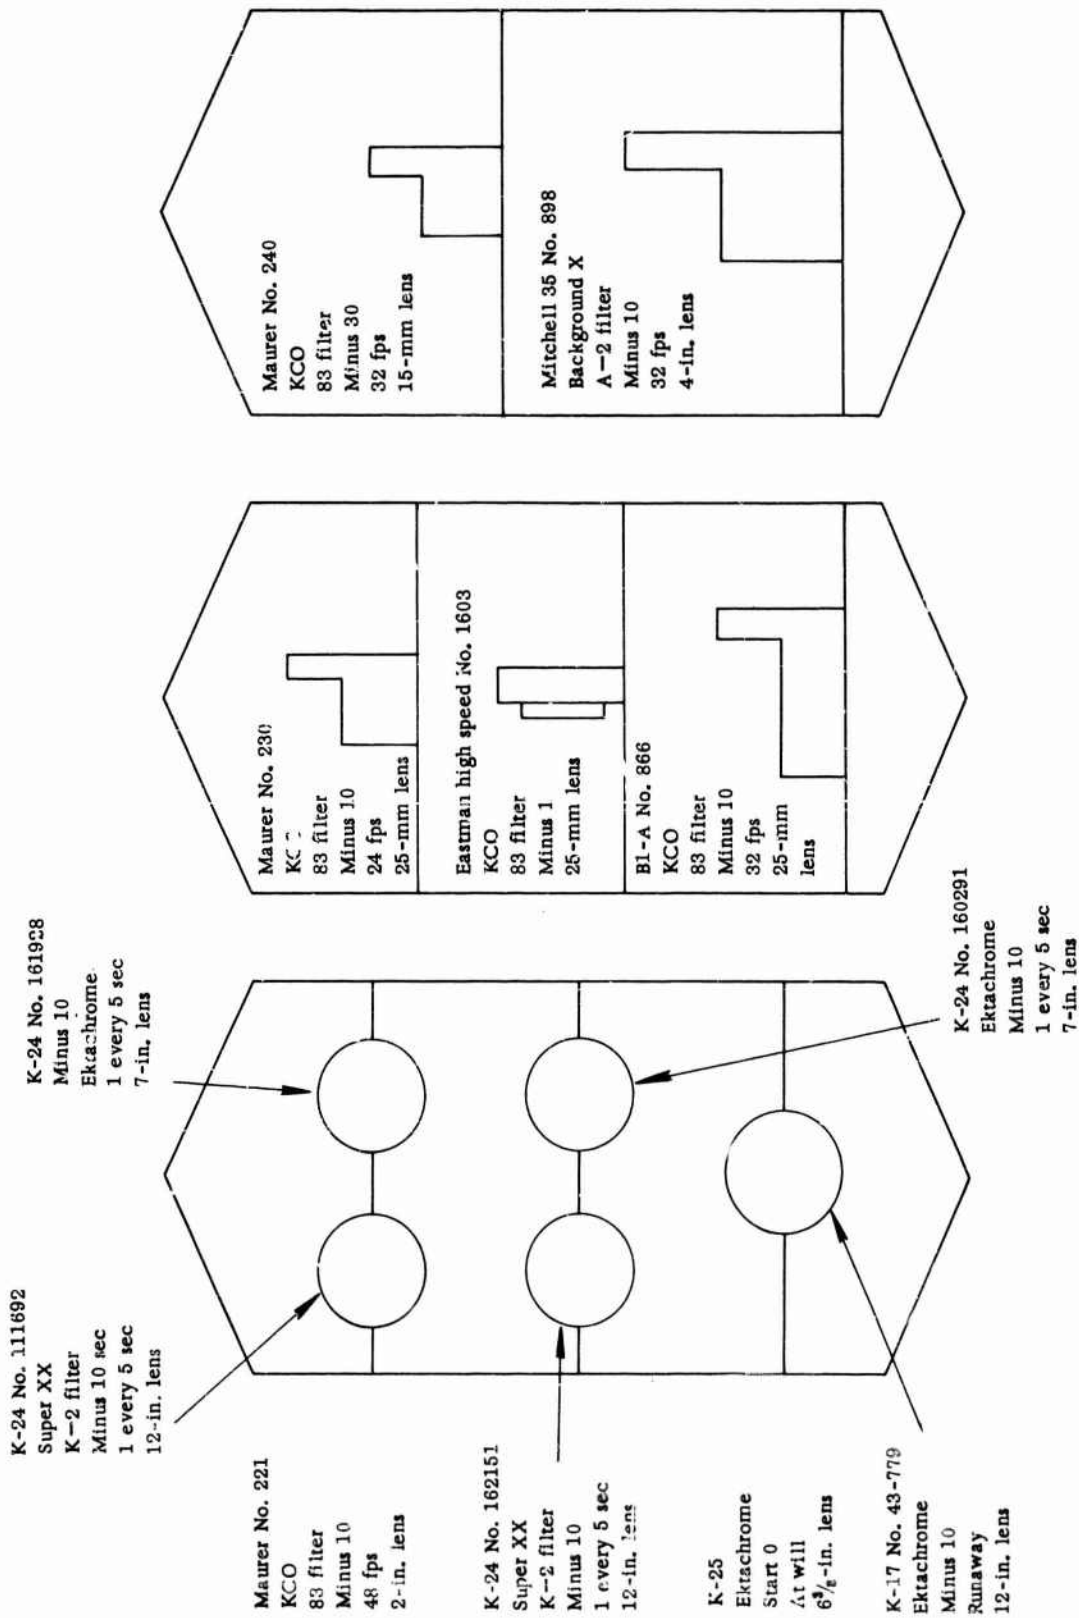 K-24 No. 111692
Super XX
K-2 filter
Minus 10 sec
1 every 5 sec
12-in. lens
K-24 No. 161928
Minus 10
Ektachrome
1 every 5 sec
7-in. lens
Maurer No. 221
KCO
83 filter
Minus 10
48 fps
2-in. lens
K-24 No. 162151
Super XX
K-2 filter
Minus 10
1 every 5 sec
12-in. lens
K-25
Ektachrome
Start 0
At will
6³/₈-in. lens
K-17 No. 43-779
Ektachrome
Minus 10
Runaway
12-in. lens
K-24 No. 160291
Ektachrome
Minus 10
1 every 5 sec
7-in. lens
Maurer No. 230
KCO
83 filter
Minus 10
24 fps
25-mm lens
Eastman high speed No. 1603
KCO
83 filter
Minus 1
25-mm lens
B1-A No. 866
KCO
83 filter
Minus 10
32 fps
25-mm
lens
Maurer No. 240
KCO
83 filter
Minus 30
32 fps
15-mm lens
Mitchell 35 No. 898
Background X
A-2 filter
Minus 10
32 fps
4-in. lens